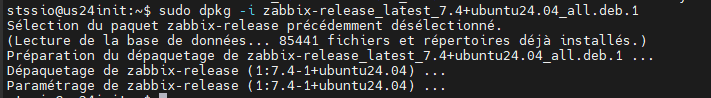 stssio@us24init:~$ sudo dpkg -i zabbix-release_latest_7.4+ubuntu24.04_all.deb.1
Sélection du paquet zabbix-release précédemment désélectionné.
(Lecture de la base de données... 85441 fichiers et répertoires déjà installés.)
Préparation du dépaquetage de zabbix-release_latest_7.4+ubuntu24.04_all.deb.1 ...
Dépaquetage de zabbix-release (1:7.4-1+ubuntu24.04) ...
Paramétrage de zabbix-release (1:7.4-1+ubuntu24.04) ...